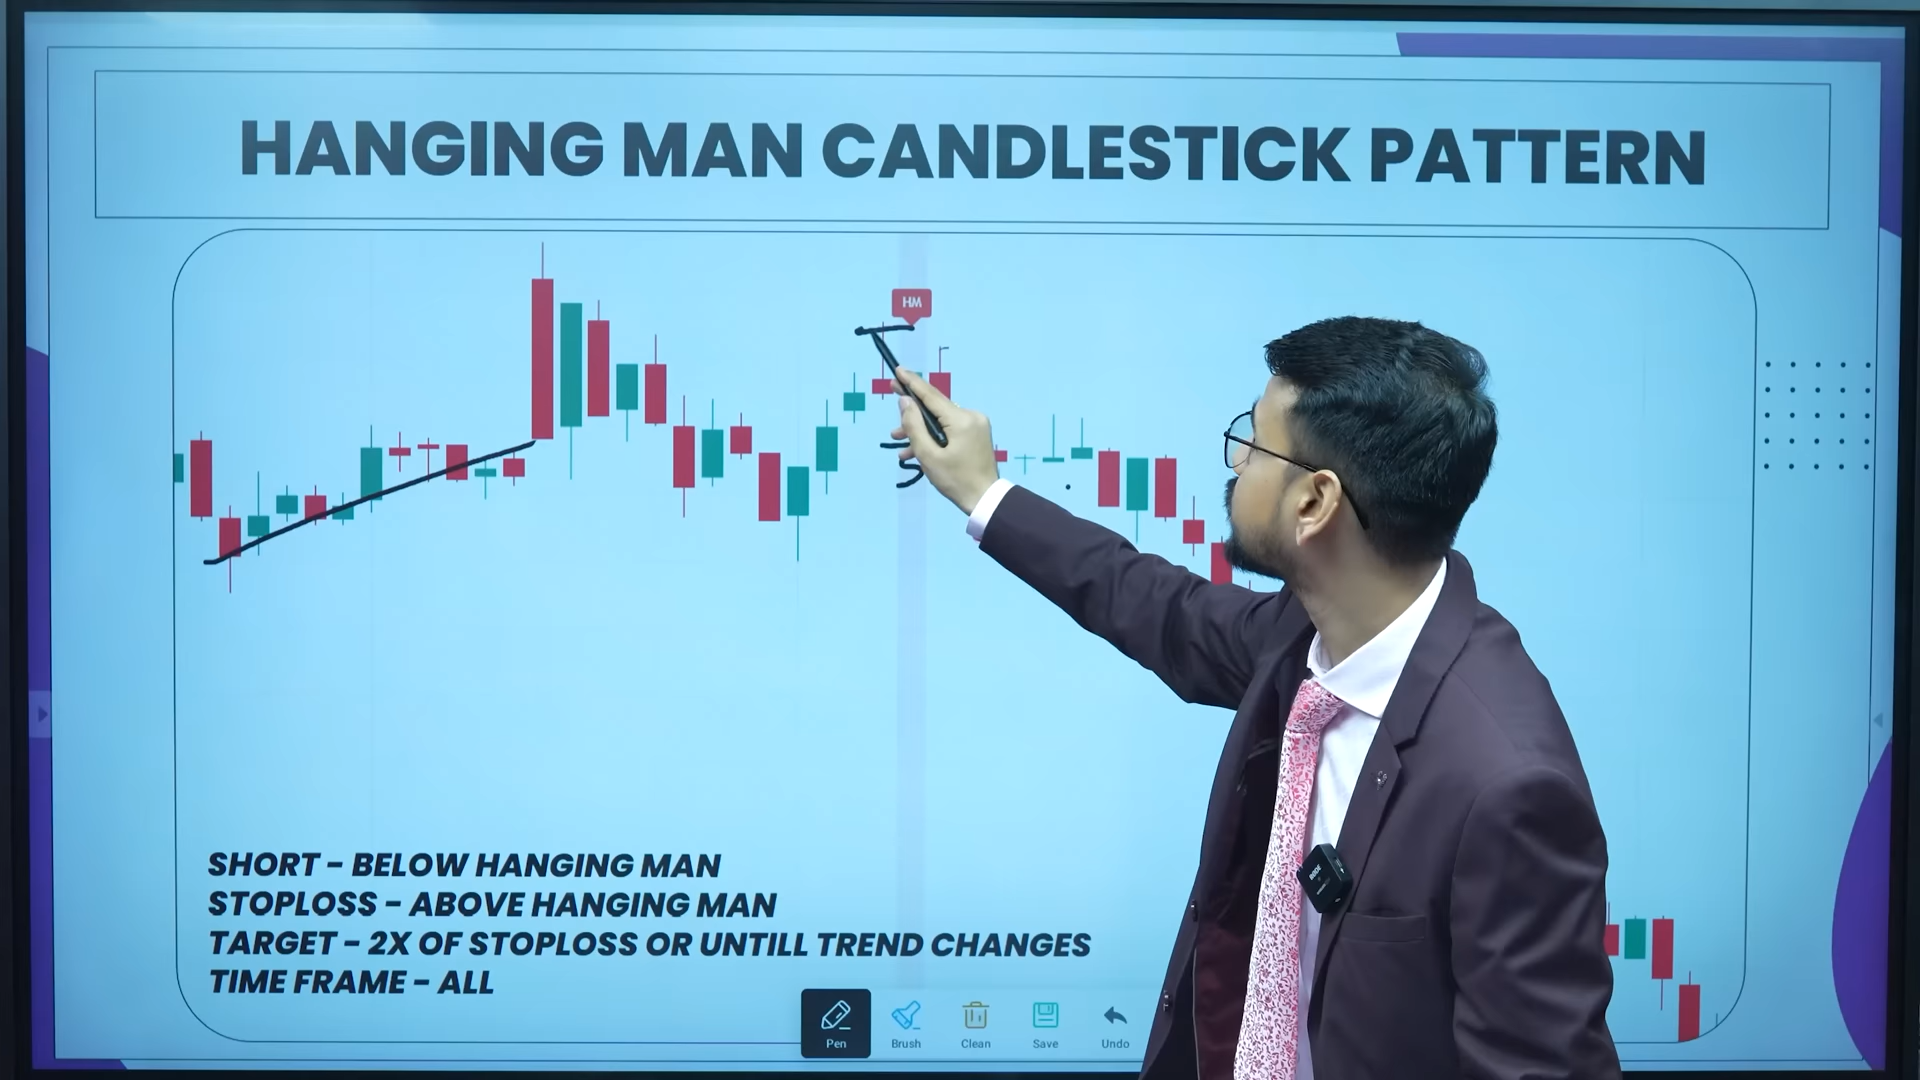 HANGING MAN CANDLESTICK PATTERN
HM
S
SHORT - BELOW HANGING MAN
STOPLOSS - ABOVE HANGING MAN
TARGET - 2X OF STOPLOSS OR UNTILL TREND CHANGES
TIME FRAME - ALL
Pen Brush Clean Save Undo
RODE